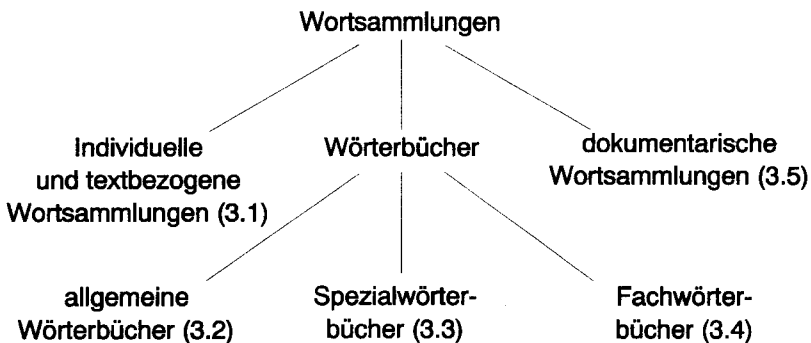 Wortsammlungen
Individuelle
und textbezogene
Wortsammlungen (3.1)
Wörterbücher
dokumentarische
Wortsammlungen (3.5)
allgemeine
Wörterbücher (3.2)
Spezialwörter-
bücher (3.3)
Fachwörter-
bücher (3.4)